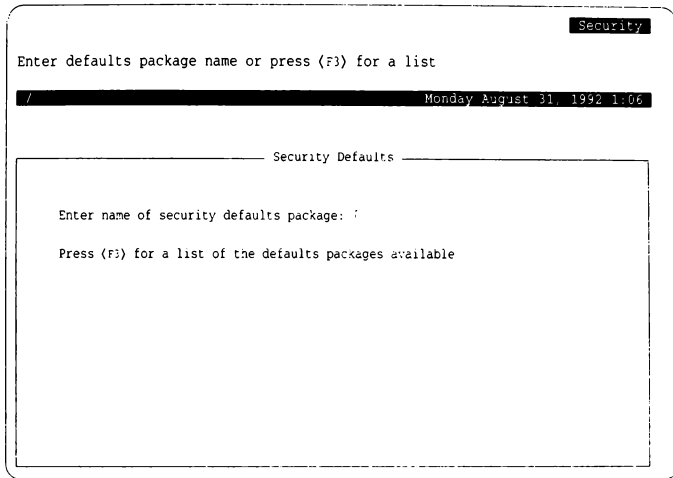 Security
Enter defaults package name or press <F3> for a list
/ Monday August 31, 1992 1:06
Security Defaults
Enter name of security defaults package:
Press <F3> for a list of the defaults packages available